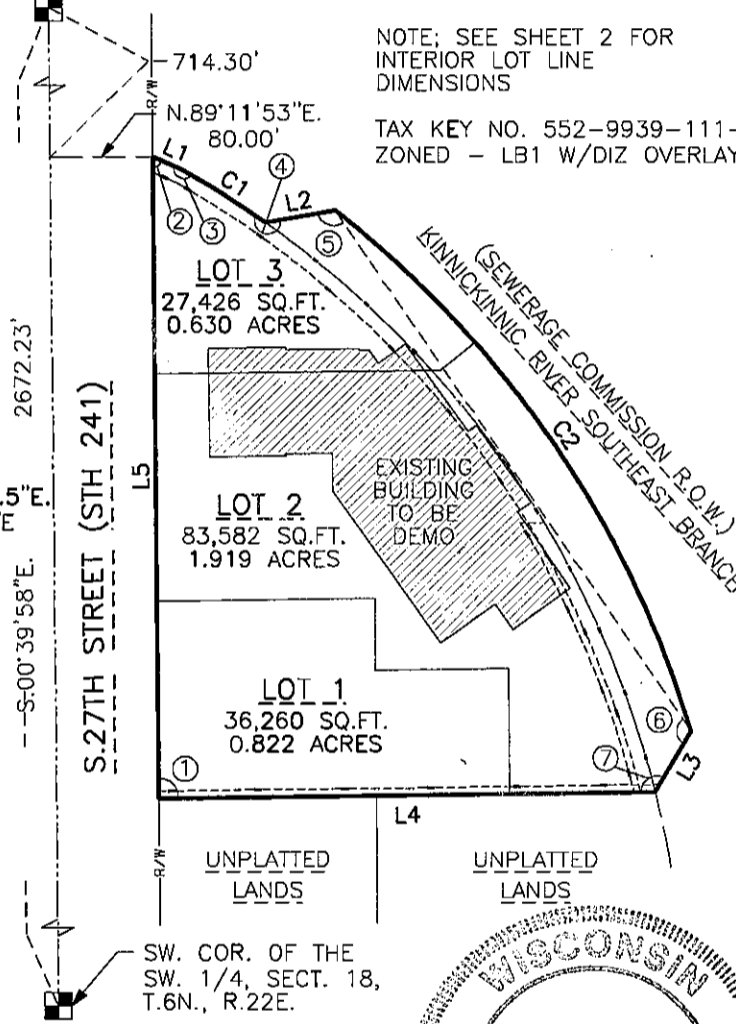 714.30'
NOTE; SEE SHEET 2 FOR
INTERIOR LOT LINE
DIMENSIONS
TAX KEY NO. 552-9939-111-
ZONED - LB1 W/DIZ OVERLAY
R/W
N.89°11'53"E.
80.00'
L1
C1
4
L2
2
3
5
LOT 3
27,426 SQ.FT.
0.630 ACRES
(SEWERAGE COMMISSION R.O.W.)
KINNICKINNIC RIVER SOUTHEAST BRANCH
C2
2672.23'
S.00°39'58"E.
5"E.
E
S.27TH STREET (STH 241)
L5
EXISTING
BUILDING
TO BE
DEMO
LOT 2
83,582 SQ.FT.
1.919 ACRES
LOT 1
36,260 SQ.FT.
0.822 ACRES
1
6
7
L3
L4
R/W
UNPLATTED
LANDS
UNPLATTED
LANDS
SW. COR. OF THE
SW. 1/4, SECT. 18,
T.6N., R.22E.
WISCONSIN